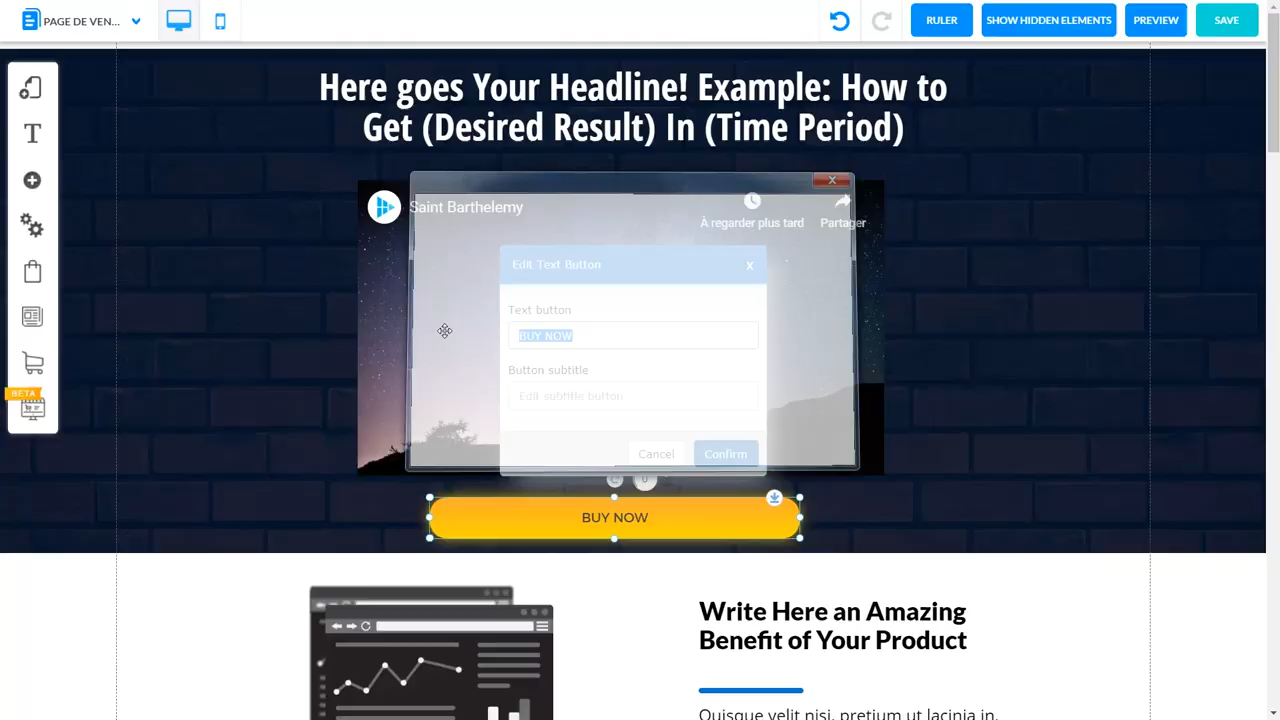 PAGE DE VEN...
RULER
SHOW HIDDEN ELEMENTS
PREVIEW
SAVE
Here goes Your Headline! Example: How to
Get (Desired Result) In (Time Period)
X
Saint Barthelemy
À regarder plus tard
Partager
Edit Text Button
X
Text button
BUY NOW
Button subtitle
Edit subtitle button
Cancel
Confirm
BETA
BUY NOW
Write Here an Amazing
Benefit of Your Product
Quisque velit nisi, pretium ut lacinia in,